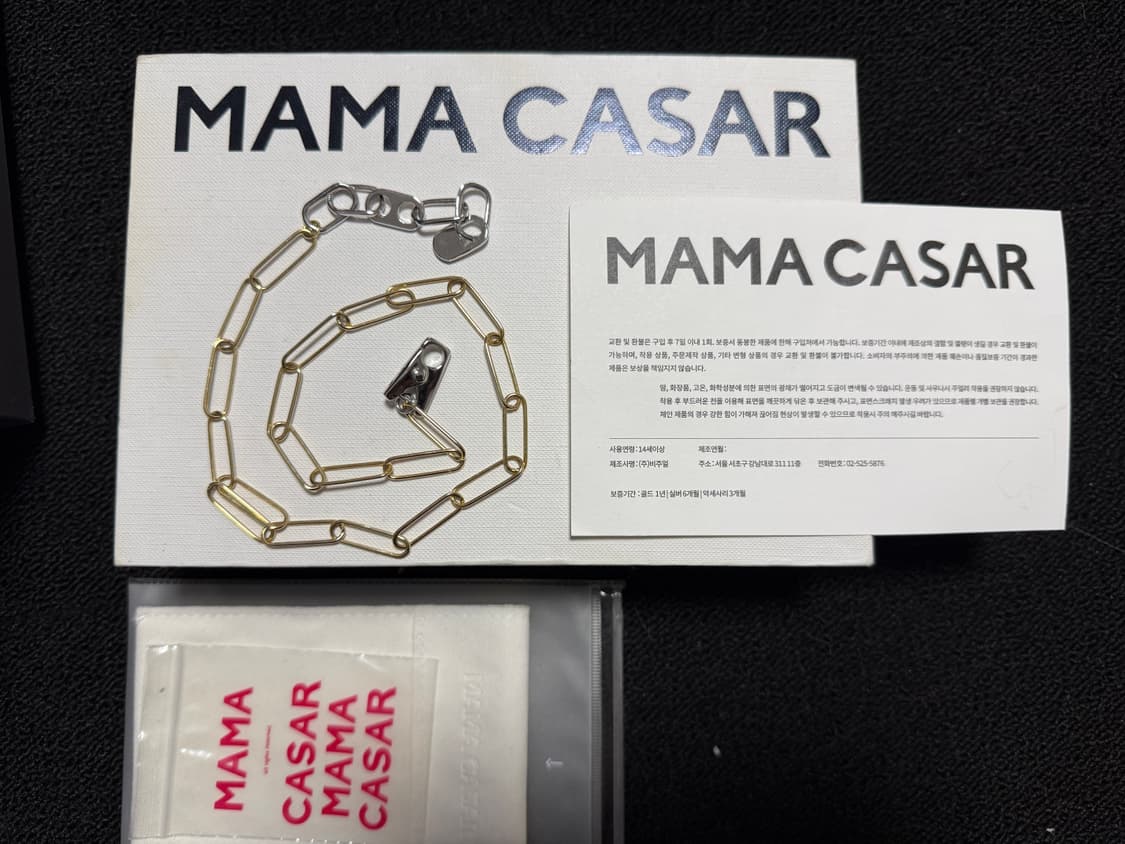 MAMA CASAR
MAMA CASAR
교환 및 환불은 구입 후 7일 이내 1회, 보증서 동봉한 제품에 한해 구입처에서 가능합니다. 보증기간 이내에 제조상의 결함 및 불량이 생길 경우 교환 및 환불이
가능하며, 착용 상품, 주문제작 상품, 기타 변형 상품의 경우 교환 및 환불이 불가합니다. 소비자의 부주의에 의한 제품 훼손이나 품질보증 기간이 경과한
제품은 보상을 책임지지 않습니다.
땀, 화장품, 고온, 화학성분에 의한 표면의 광채가 떨어지고 도금이 변색될 수 있습니다. 운동 및 사우나시 주얼리 착용을 권장하지 않습니다.
착용 후 부드러운 천을 이용해 표면을 깨끗하게 닦은 후 보관해 주시고, 표면스크래치 발생 우려가 있으므로 제품별 개별 보관을 권장합니다.
체인 제품의 경우 강한 힘이 가해져 끊어짐 현상이 발생할 수 있으므로 착용시 주의 해주시길 바랍니다.
사용연령 : 14세이상 제조연월 :
제조사명 : (주)비주얼 주소 : 서울 서초구 강남대로 311 11층 전화번호 : 02-525-5876
보증기간 : 골드 1년 | 실버 6개월 | 악세사리 3개월
MAMA
all rights reserved.
CASAR
MAMA
CASAR
MAMA CASAR